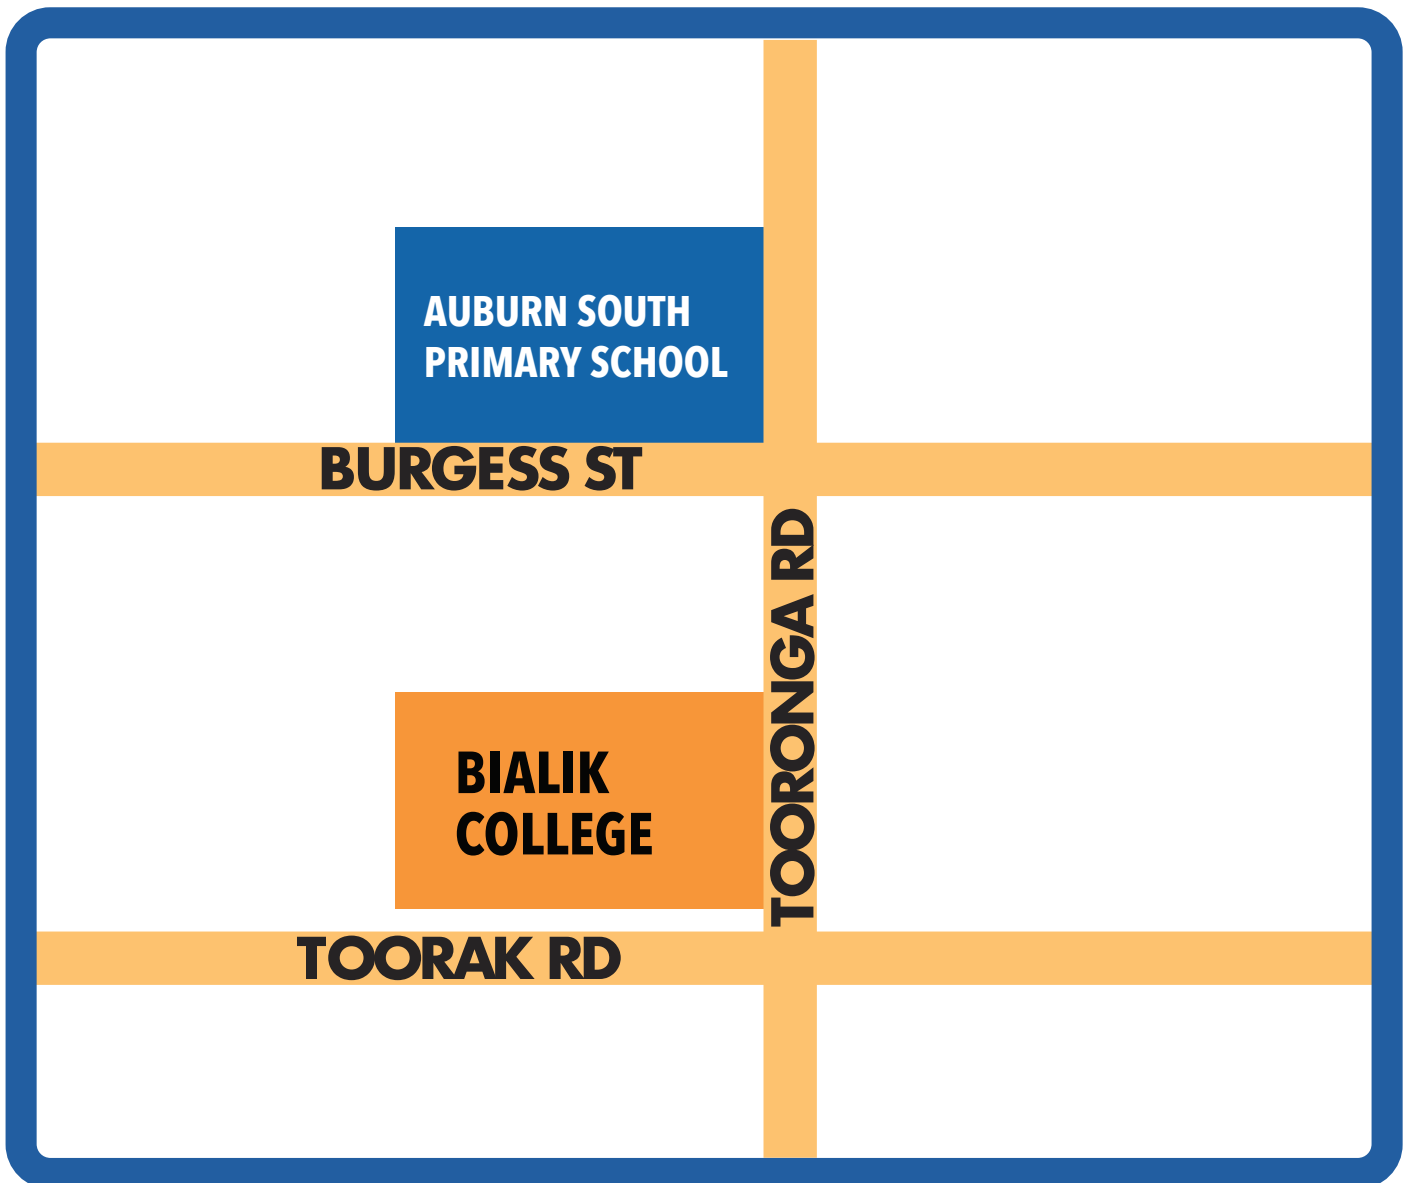 AUBURN SOUTH
PRIMARY SCHOOL
BURGESS ST
TOORONGA RD
BIALIK
COLLEGE
TOORAK RD